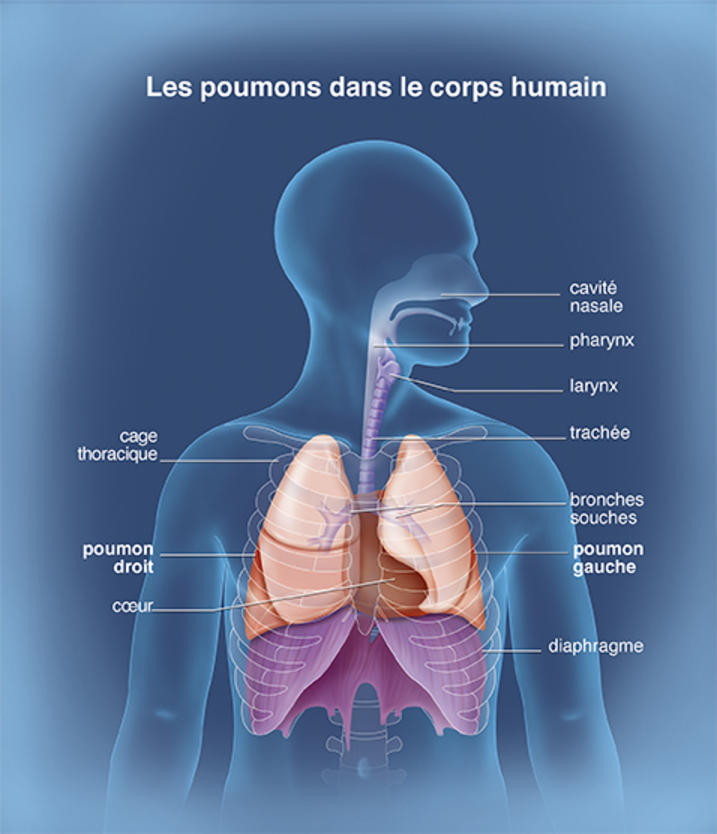 Les poumons dans le corps humain
cavité
nasale
pharynx
larynx
trachée
cage
thoracique
bronches
souches
poumon
droit
poumon
gauche
cœur
diaphragme